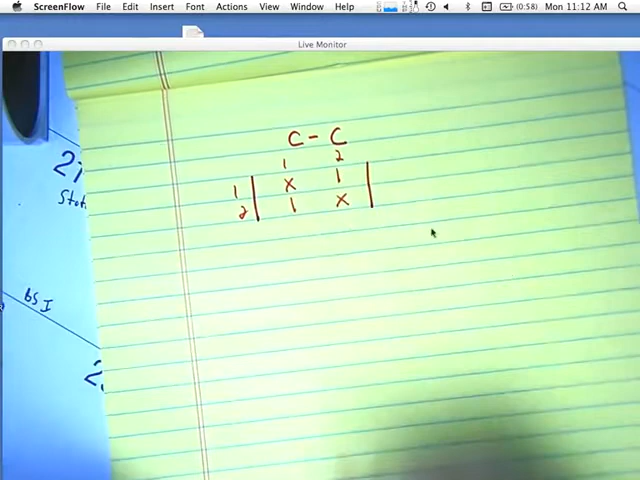 ScreenFlow File Edit Insert Font Actions View Window Help (0:58) Mon 11:12 AM
Live Monitor
C - C
1 2
1 | x 1 |
2 | 1 x |
Stat
Isq